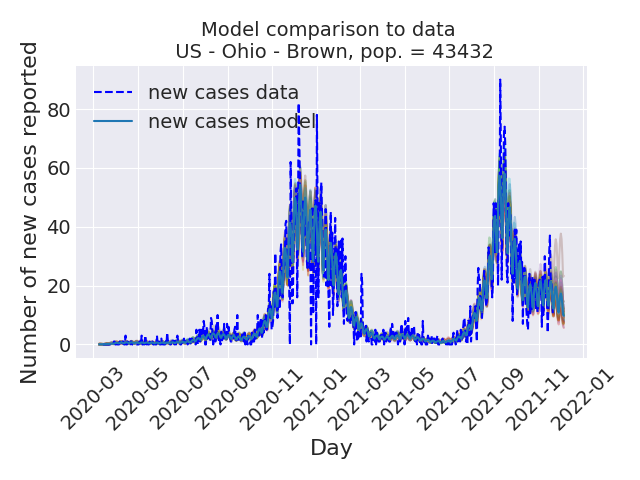 Model comparison to data
US - Ohio - Brown, pop. = 43432
Number of new cases reported
80
60
40
20
0
new cases data
new cases model
2020-03
2020-05
2020-07
2020-09
2020-11
2021-01
2021-03
2021-05
2021-07
2021-09
2021-11
2022-01
Day